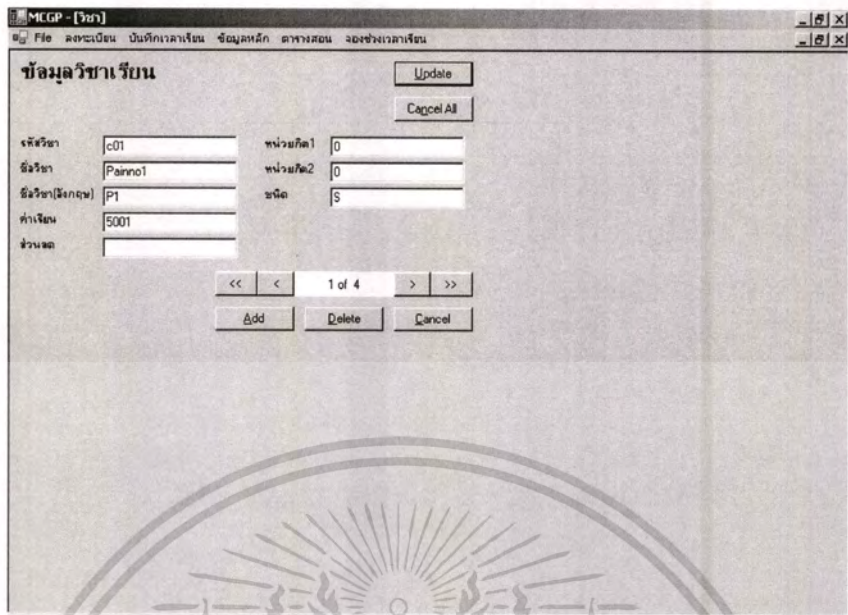 MCGP - [วิชา]
File ลงทะเบียน บันทึกเวลาเรียน ข้อมูลหลัก ตารางสอน จองช่วงเวลาเรียน
ข้อมูลวิชาเรียน
Update
Cancel All
รหัสวิชา c01 หน่วยกิต1 0
ชื่อวิชา Painno1 หน่วยกิต2 0
ชื่อวิชา(อังกฤษ) P1 ชนิด S
ค่าเรียน 5001
ส่วนลด
<< < 1 of 4 > >>
Add Delete Cancel